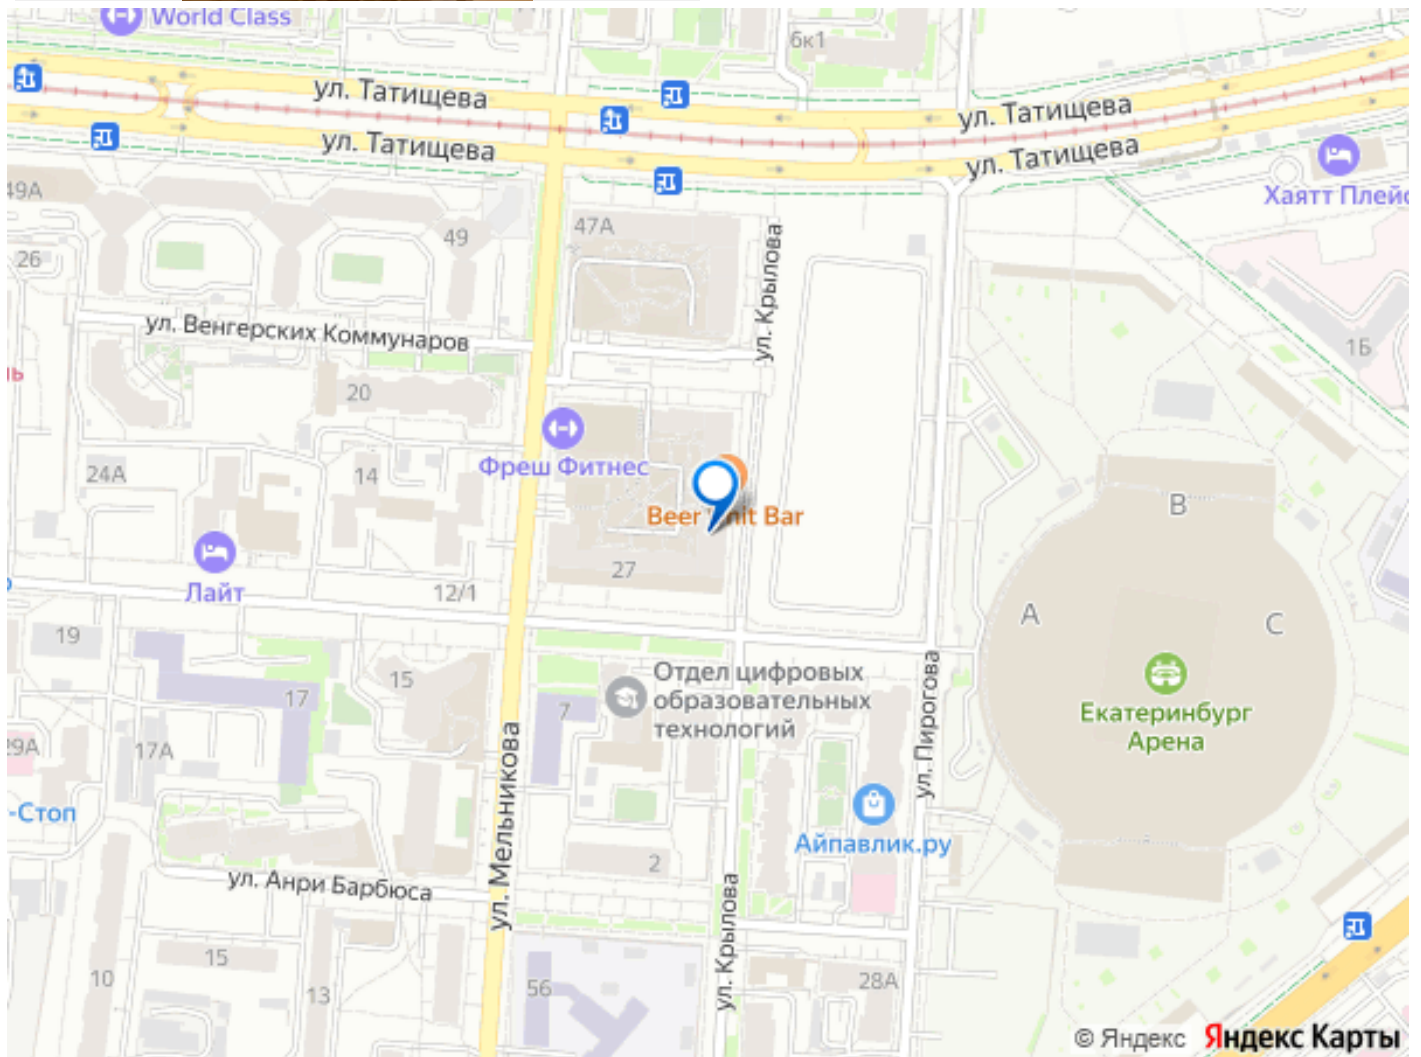 World Class
6к1
ул. Татищева
ул. Татищева
ул. Татищева
ул. Татищева
Хаятт Плейс
49А
49
47А
26
ул. Крылова
ул. Венгерских Коммунаров
1Б
ь
20
Фреш Фитнес
24А
14
Beer Unit Bar
B
27
Лайт
12/1
A
C
19
Отдел цифровых
образовательных
технологий
15
17
7
ул. Пирогова
Екатеринбург
Арена
29А
17А
ул. Мельникова
-Стоп
Айпавлик.ру
2
ул. Анри Барбюса
ул. Крылова
15
10
13
56
28А
© Яндекс Яндекс Карты